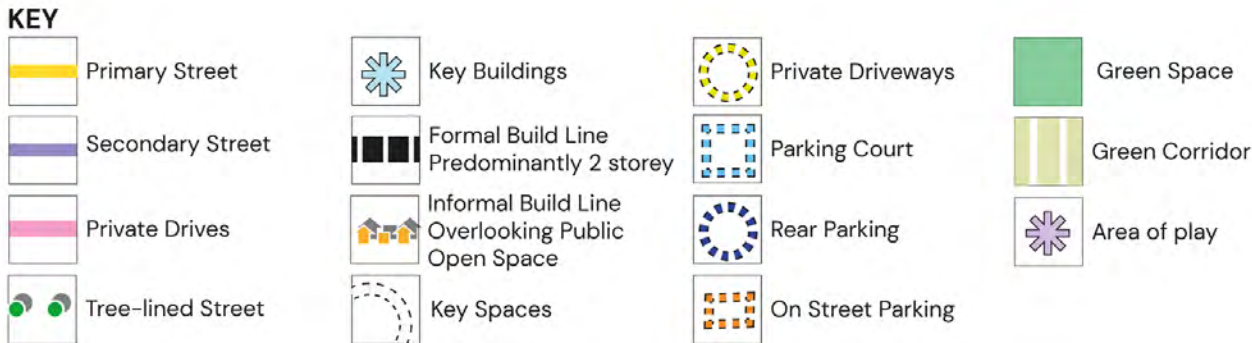 KEY
Primary Street
Secondary Street
Private Drives
Tree-lined Street
Key Buildings
Formal Build Line
Predominantly 2 storey
Informal Build Line
Overlooking Public
Open Space
Key Spaces
Private Driveways
Parking Court
Rear Parking
On Street Parking
Green Space
Green Corridor
Area of play